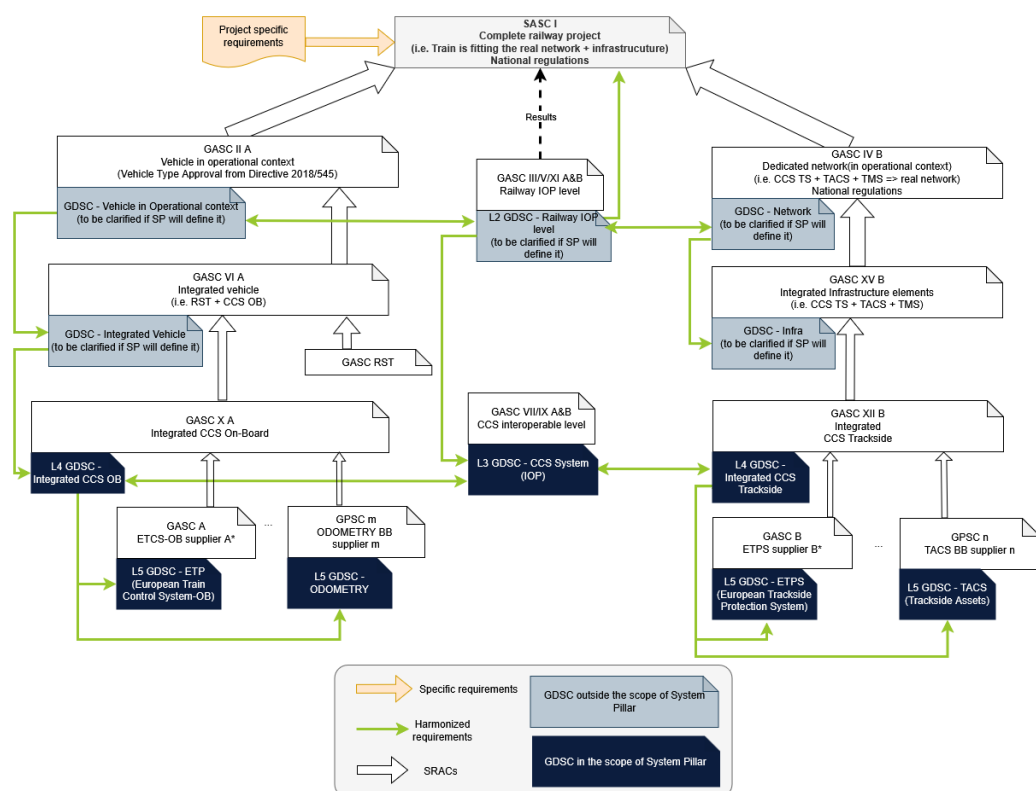 Project specific
requirements
SASC I
Complete railway project
(i.e. Train is fitting the real network + infrastrucuture)
National regulations
Results
GASC II A
Vehicle in operational context
(Vehicle Type Approval from Directive 2018/545)
GDSC - Vehicle in Operational context
(to be clarified if SP will define it)
GASC III/V/XI A&B
Railway IOP level
L2 GDSC - Railway IOP
level
(to be clarified if SP will
define it)
GASC IV B
Dedicated network(in operational context)
(i.e. CCS TS + TACS + TMS => real network)
National regulations
GDSC - Network
(to be clarified if SP will
define it)
GASC VI A
Integrated vehicle
(i.e. RST + CCS OB)
GDSC - Integrated Vehicle
(to be clarified if SP will define it)
GASC RST
GASC XV B
Integrated Infrastructure elements
(i.e. CCS TS + TACS + TMS)
GDSC - Infra
(to be clarified if SP will
define it)
GASC X A
Integrated CCS On-Board
L4 GDSC -
Integrated CCS OB
GASC VII/IX A&B
CCS interoperable level
L3 GDSC - CCS System
(IOP)
GASC XII B
Integrated
CCS Trackside
L4 GDSC -
Integrated CCS
Trackside
GASC A
ETCS-OB supplier A*
...
GPSC m
ODOMETRY BB
supplier m
L5 GDSC - ETP
(European Train
Control System-OB)
L5 GDSC -
ODOMETRY
GASC B
ETPS supplier B*
...
GPSC n
TACS BB supplier n
L5 GDSC - ETPS
(European Trackside
Protection System)
L5 GDSC - TACS
(Trackside Assets)
Specific requirements
Harmonized
requirements
SRACs
GDSC outside the scope of System
Pillar
GDSC in the scope of System Pillar